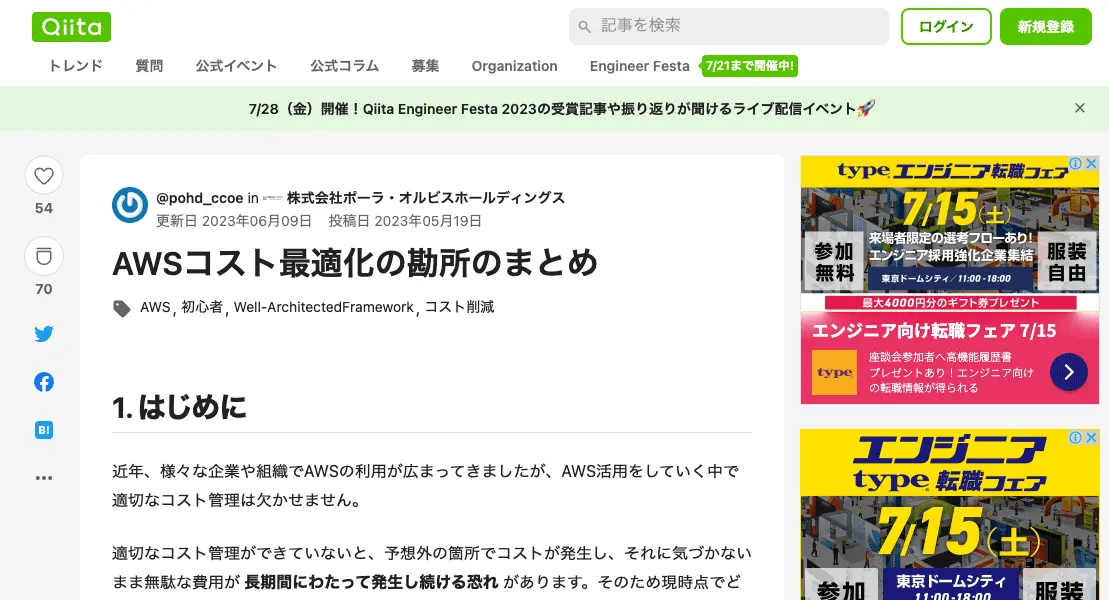 Qiita
記事を検索
ログイン
新規登録
トレンド 質問 公式イベント 公式コラム 募集 Organization Engineer Festa 7/21まで開催中!
7/28（金）開催！Qiita Engineer Festa 2023の受賞記事や振り返りが聞けるライブ配信イベント🚀
54
70
B!
@pohd_ccoe in 株式会社ポーラ・オルビスホールディングス
更新日 2023年06月09日 投稿日 2023年05月19日
AWSコスト最適化の勘所のまとめ
AWS, 初心者, Well-ArchitectedFramework, コスト削減
1. はじめに
近年、様々な企業や組織でAWSの利用が広まってきましたが、AWS活用をしていく中で
適切なコスト管理は欠かせません。
適切なコスト管理ができていないと、予想外の箇所でコストが発生し、それに気づかない
まま無駄な費用が 長期間にわたって発生し続ける恐れ があります。そのため現時点でど
type エンジニア転職フェア
7/15(土)
参加
無料
来場者限定の選考フローあり!
エンジニア採用強化企業集結
東京ドームシティ／11:00 - 18:00
服装
自由
最大4000円分のギフト券プレゼント
エンジニア向け転職フェア 7/15
type
座談会参加者へ高機能履歴書
プレゼントあり！エンジニア向け
の転職情報が得られる
エンジニア
type 転職フェア
7/15(土)
参加
東京ドームシティ
11:00-18:00
服装